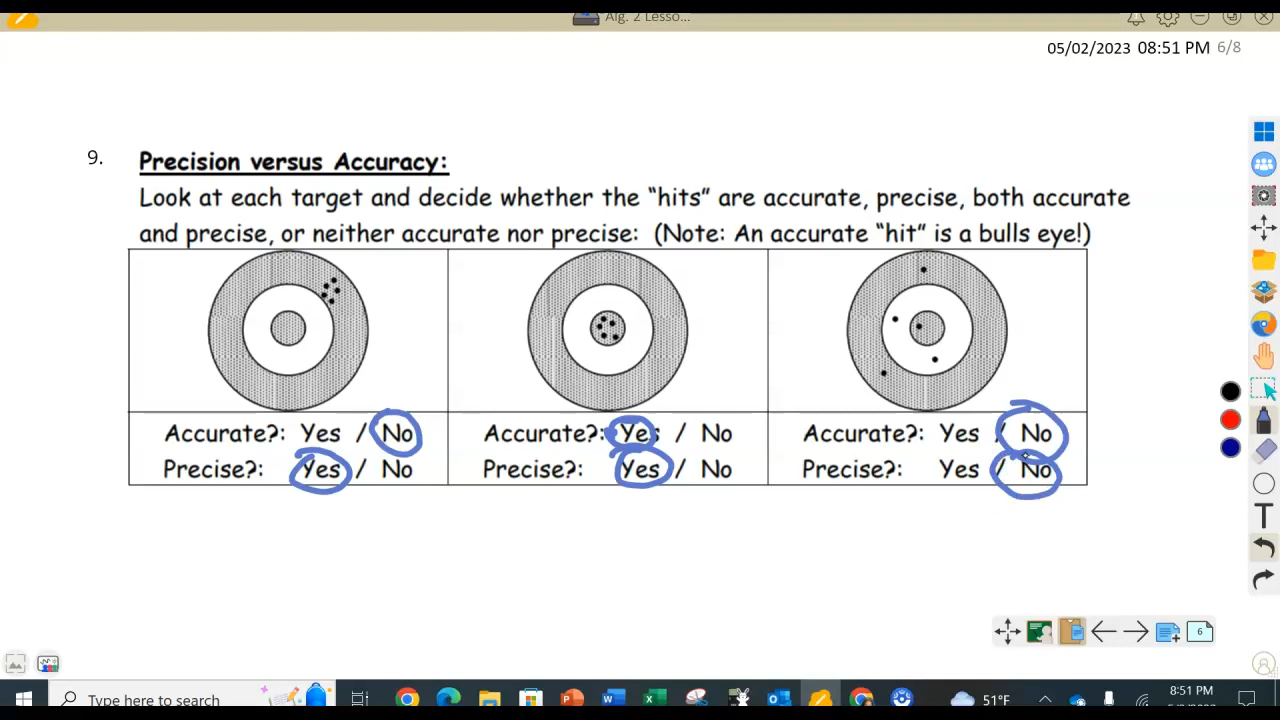 Alg. 2 Lesso...
05/02/2023 08:51 PM 6/8
9. Precision versus Accuracy:
Look at each target and decide whether the "hits" are accurate, precise, both accurate
and precise, or neither accurate nor precise: (Note: An accurate "hit" is a bulls eye!)
Accurate?: Yes / No
Precise?: Yes / No
Accurate?: Yes / No
Precise?: Yes / No
Accurate?: Yes / No
Precise?: Yes / No
T
6
Type here to search
51°F
8:51 PM